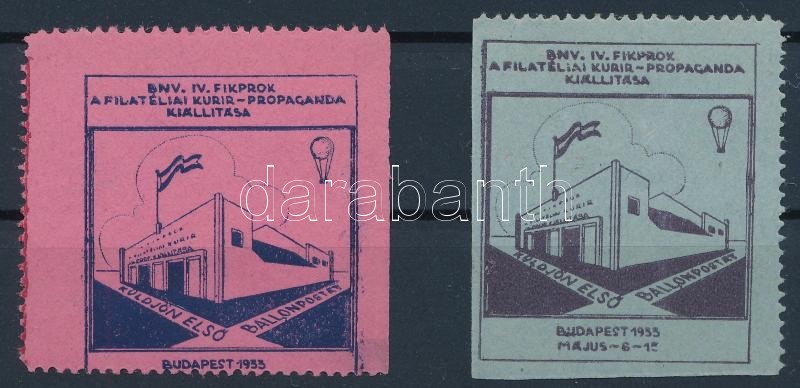 BNV. IV. FIKPROK
A FILATÉLIAI KURIR-PROPAGANDA
KIÁLLITÁSA
KÜLDJÖN ELSŐ
BALLONPOSTÁT
BUDAPEST 1933
BNV. IV. FIKPROK
A FILATÉLIAI KURIR-PROPAGANDA
KIÁLLITÁSA
KURIR
KÜLDJÖN ELSŐ
BALLONPOSTÁT
BUDAPEST 1933
MÁJUS-6-
darabanth